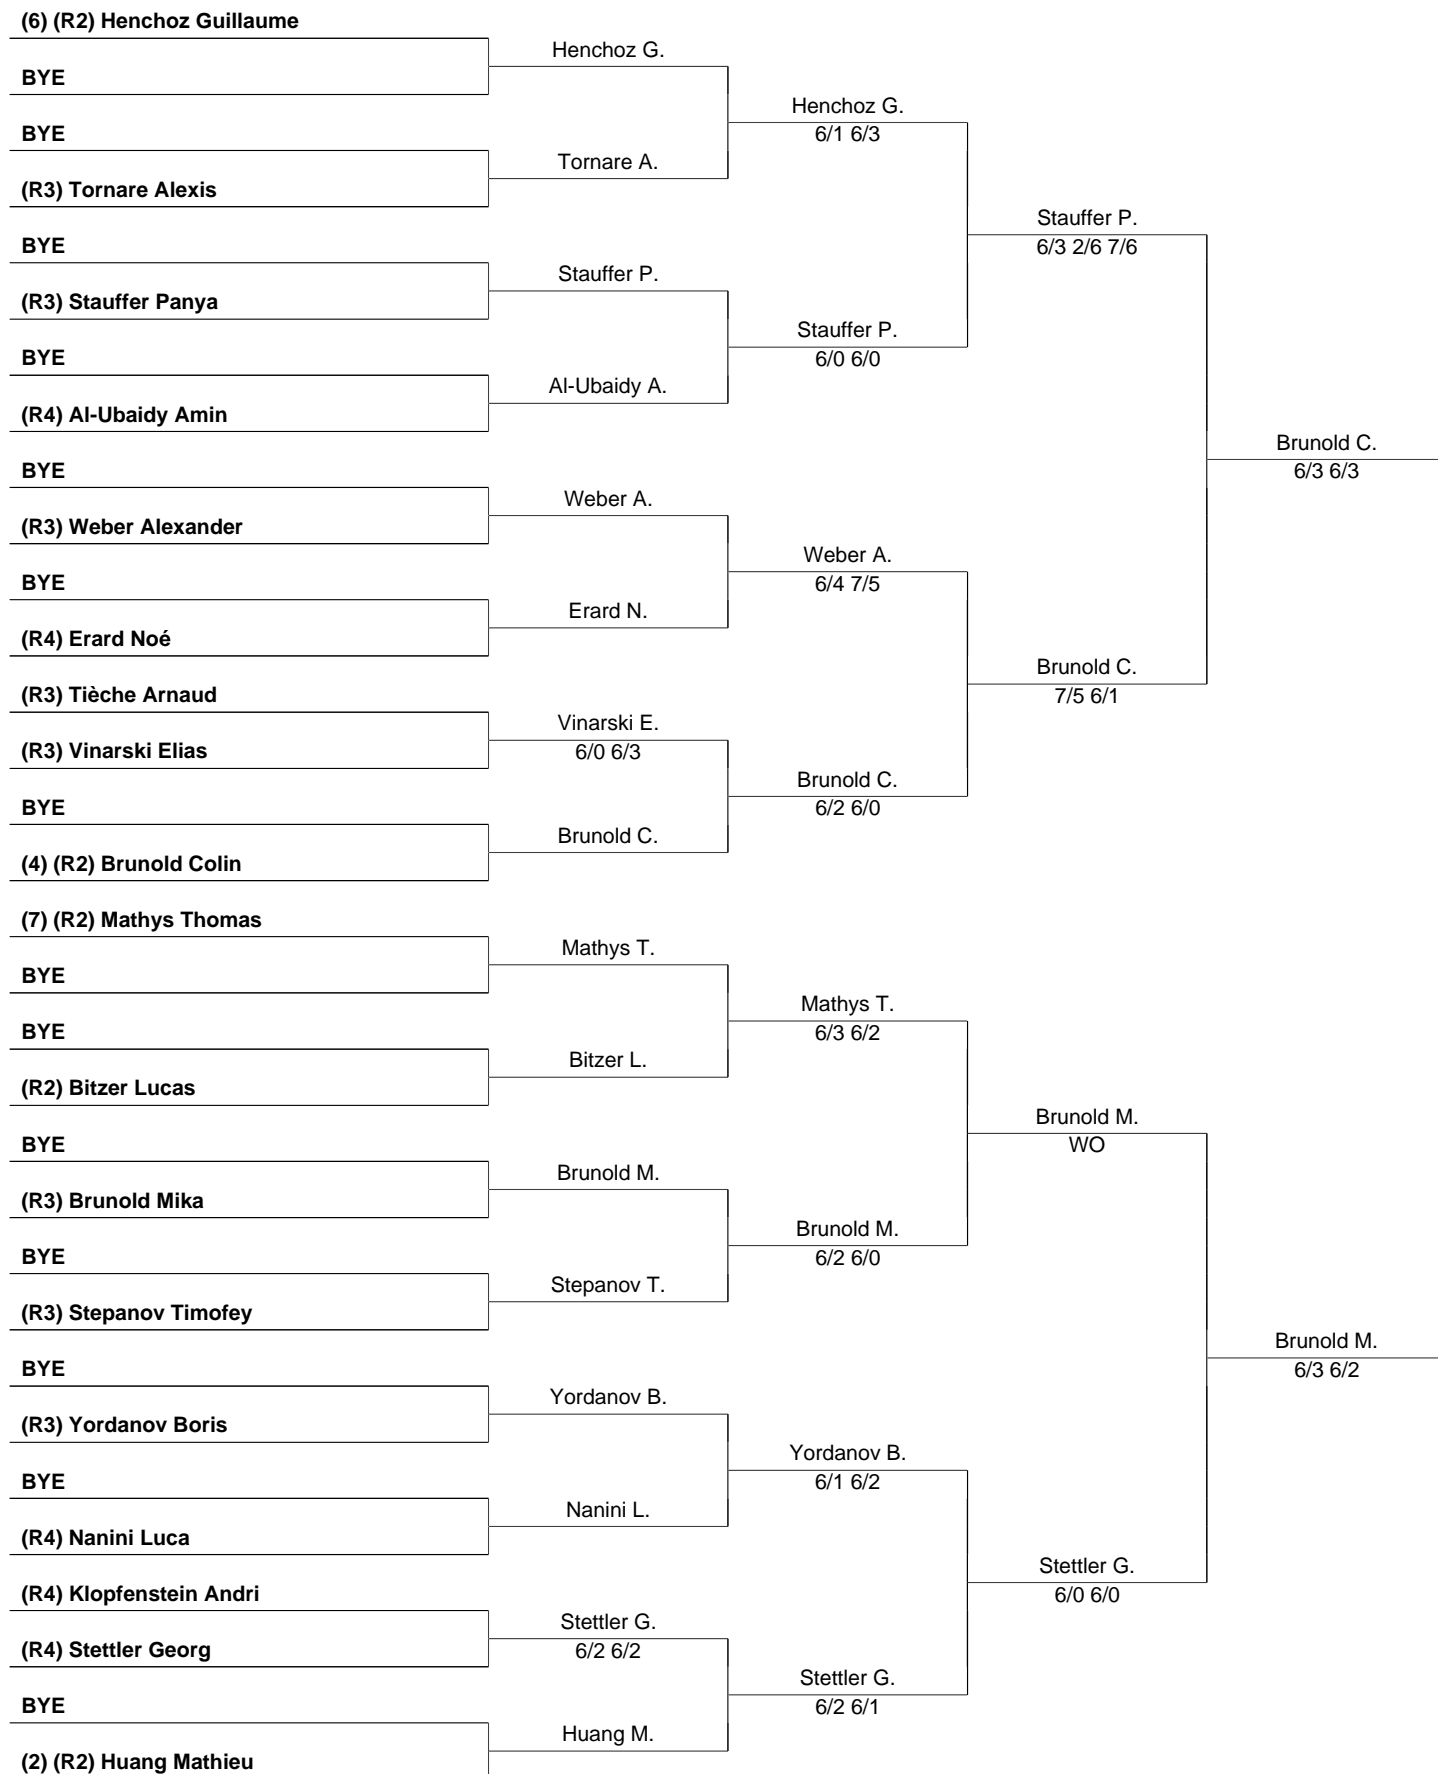 (6) (R2) Henchoz Guillaume
BYE
BYE
(R3) Tornare Alexis
BYE
(R3) Stauffer Panya
BYE
(R4) Al-Ubaidy Amin
BYE
(R3) Weber Alexander
BYE
(R4) Erard Noé
(R3) Tièche Arnaud
(R3) Vinarski Elias
BYE
(4) (R2) Brunold Colin
(7) (R2) Mathys Thomas
BYE
BYE
(R2) Bitzer Lucas
BYE
(R3) Brunold Mika
BYE
(R3) Stepanov Timofey
BYE
(R3) Yordanov Boris
BYE
(R4) Nanini Luca
(R4) Klopfenstein Andri
(R4) Stettler Georg
BYE
(2) (R2) Huang Mathieu
Henchoz G.
Tornare A.
Stauffer P.
Al-Ubaidy A.
Weber A.
Erard N.
Vinarski E.
6/0 6/3
Brunold C.
Mathys T.
Bitzer L.
Brunold M.
Stepanov T.
Yordanov B.
Nanini L.
Stettler G.
6/2 6/2
Huang M.
Henchoz G.
6/1 6/3
Stauffer P.
6/0 6/0
Weber A.
6/4 7/5
Brunold C.
6/2 6/0
Mathys T.
6/3 6/2
Brunold M.
6/2 6/0
Yordanov B.
6/1 6/2
Stettler G.
6/2 6/1
Stauffer P.
6/3 2/6 7/6
Brunold C.
7/5 6/1
Brunold M.
WO
Stettler G.
6/0 6/0
Brunold C.
6/3 6/3
Brunold M.
6/3 6/2